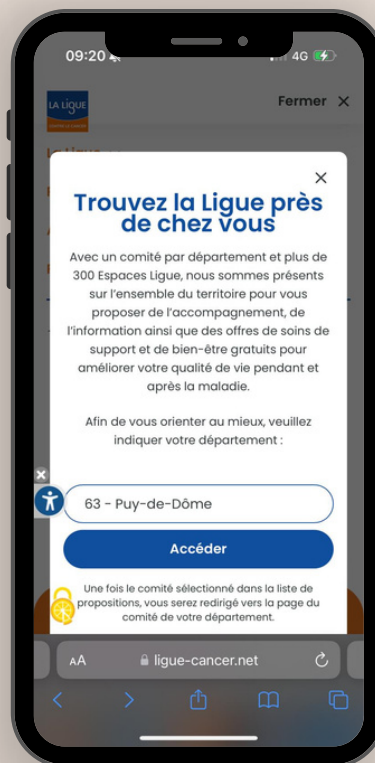 09:20
4G
LA LIGUE
Fermer X
Trouvez la Ligue près
de chez vous
Avec un comité par département et plus de
300 Espaces Ligue, nous sommes présents
sur l'ensemble du territoire pour vous
proposer de l'accompagnement, de
l'information ainsi que des offres de soins de
support et de bien-être gratuits pour
améliorer votre qualité de vie pendant et
après la maladie.
Afin de vous orienter au mieux, veuillez
indiquer votre département :
63 - Puy-de-Dôme
Accéder
Une fois le comité sélectionné dans la liste de
propositions, vous serez redirigé vers la page du
comité de votre département.
AA
ligue-cancer.net